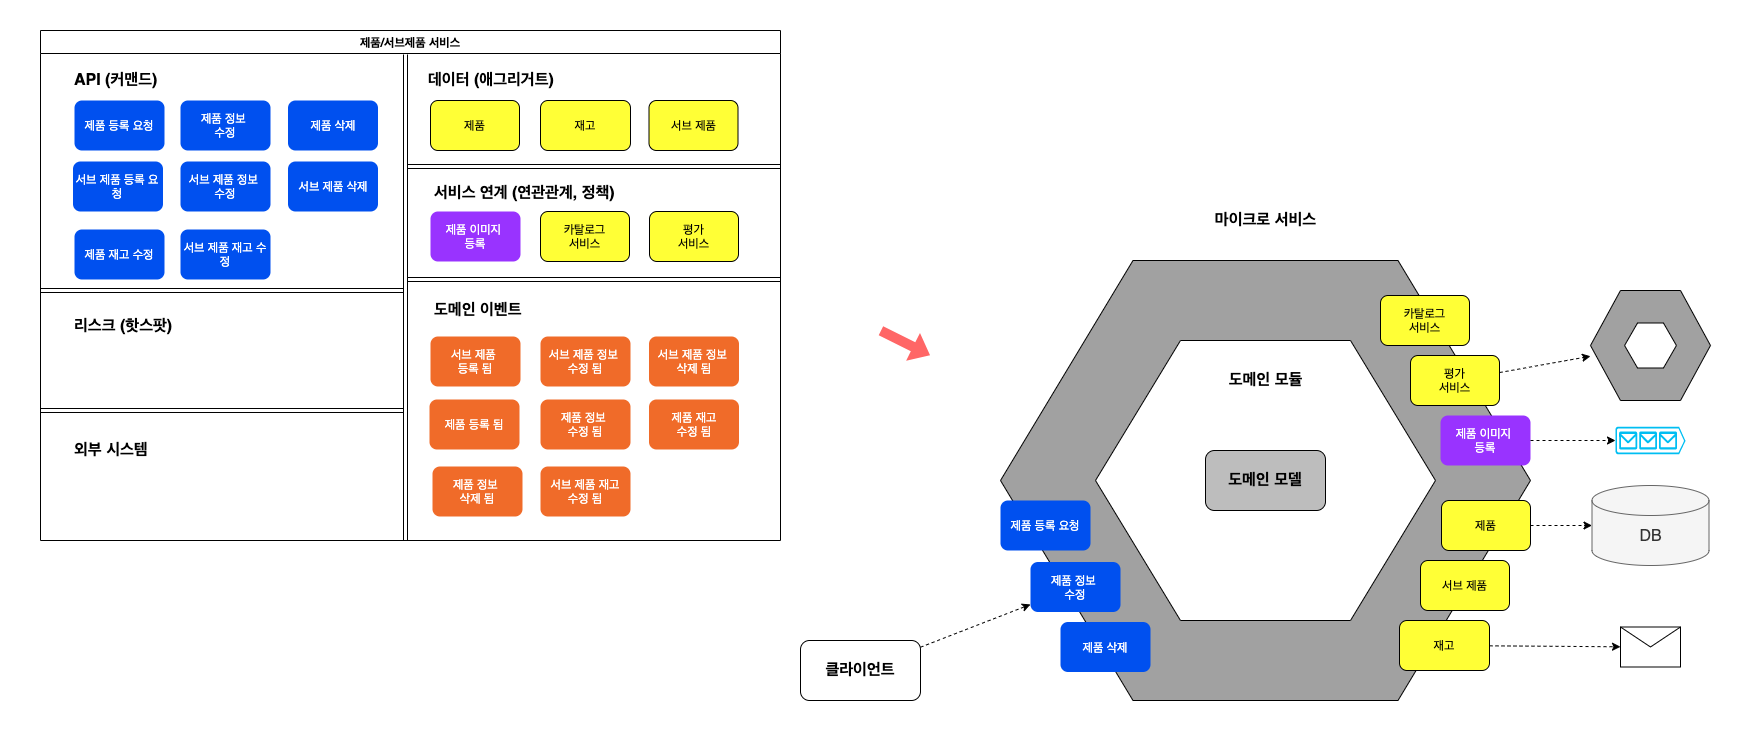 제품/서브제품 서비스
API (커맨드)
제품 등록 요청
제품 정보
수정
제품 삭제
서브 제품 등록 요
청
서브 제품 정보
수정
서브 제품 삭제
제품 재고 수정
서브 제품 재고 수
정
리스크 (핫스팟)
외부 시스템
데이터 (애그리거트)
제품
재고
서브 제품
서비스 연계 (연관관계, 정책)
제품 이미지
등록
카탈로그
서비스
평가
서비스
도메인 이벤트
서브 제품
등록 됨
서브 제품 정보
수정 됨
서브 제품 정보
삭제 됨
제품 등록 됨
제품 정보
수정 됨
제품 재고
수정 됨
제품 정보
삭제 됨
서브 제품 재고
수정 됨
마이크로 서비스
카탈로그
서비스
평가
서비스
제품 이미지
등록
도메인 모듈
도메인 모델
제품 등록 요청
제품 정보
수정
제품 삭제
클라이언트
제품
서브 제품
재고
DB